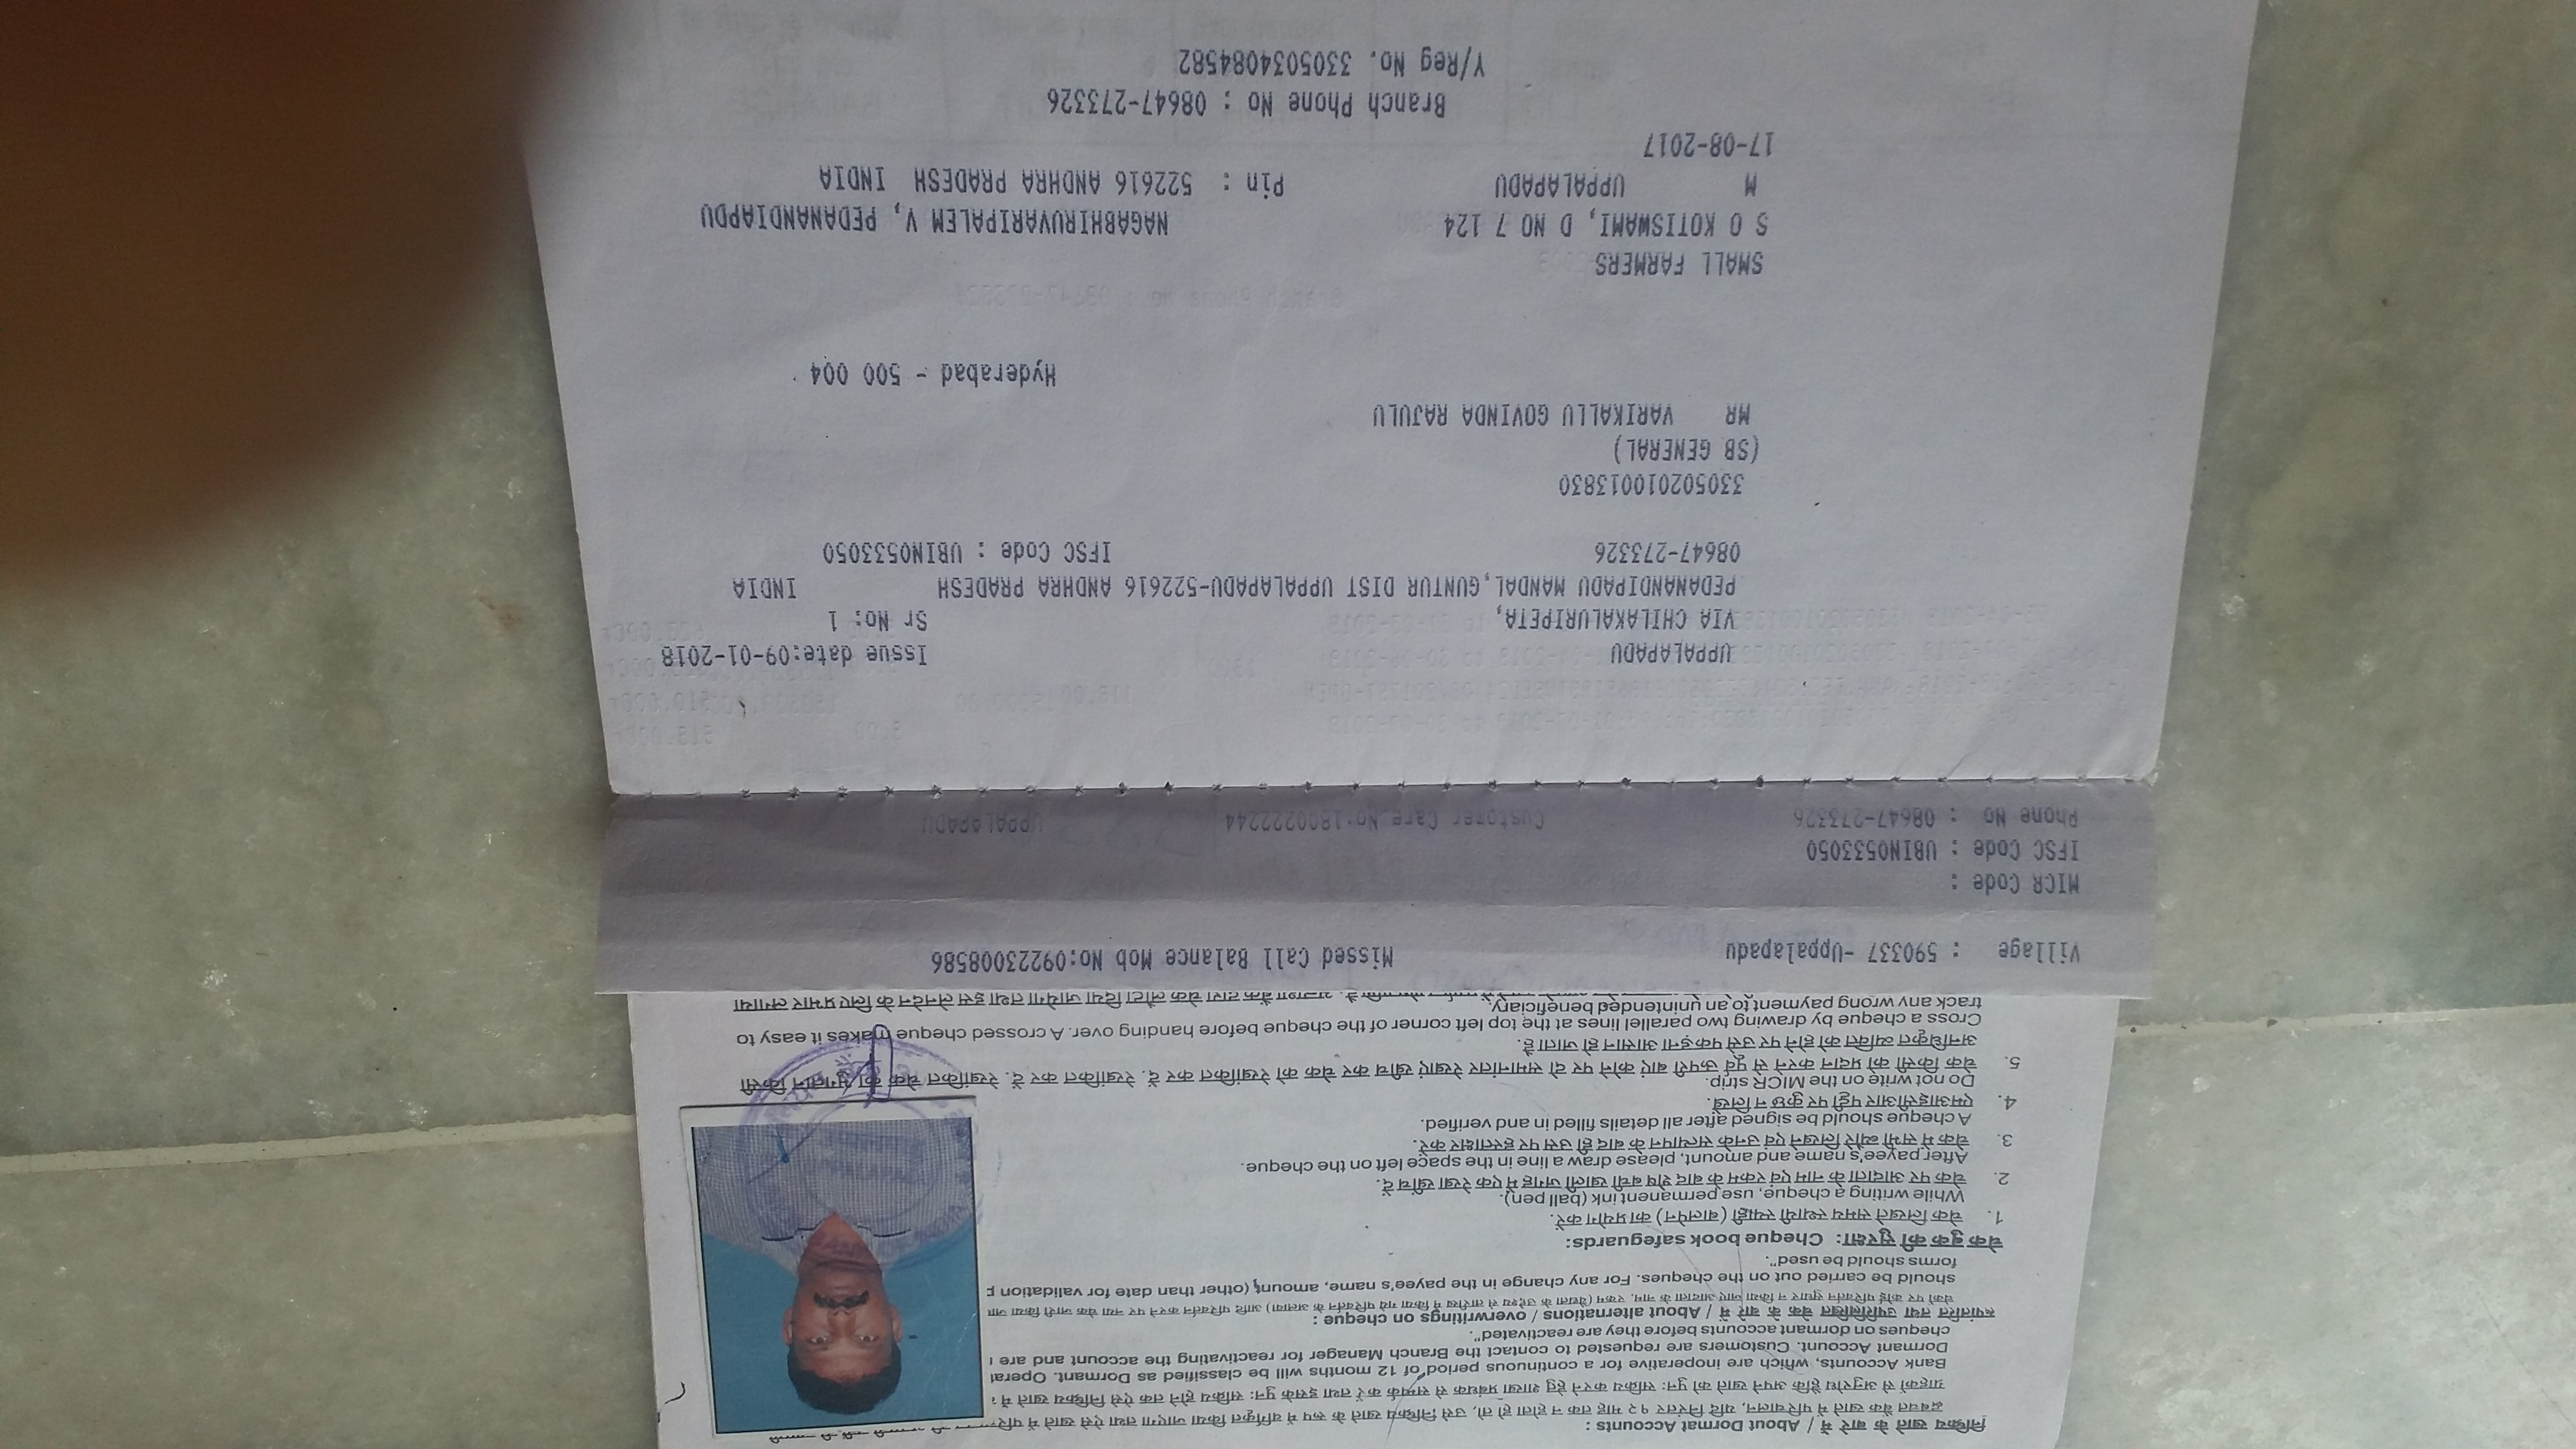 निष्क्रिय खाते के बारे में / About Dormat Accounts :
बचत बैंक खाते में परिचालन, यदि निरंतर १२ माह तक न होता हो तो, उसे निष्क्रिय खाते के रूप में वर्गिकृत किया जाएगा तथा ऐसे खाते में
ग्राहकों से अनुरोध हैंकि अपने खाते को पुनः सक्रिय करने हेतु शाखा प्रबंधक से सम्पर्क करें तथा इसके पुनः सक्रिय होने तक ऐसे निष्क्रिय खाते में
Bank Accounts, which are inoperative for a continuous period of 12 months will be classified as Dormant. Operat
Dormant Account. Customers are requested to contact the Branch Manager for reactivating the account and are
cheques on dormant accounts before they are reactivated".
रूपांतरित तथा उपरिलिखित चेक के बारे में / About alternations / overwritings on cheque :
चेकों पर कोई परिवर्तन सुधार न किया जाए आदाता के नाम, रकम (वैधता के उद्देश्य से तारीख में किया गये परिवर्तन के अलावा) आदि परिवर्तन करने पर नया चेक जारी किया जा
should be carried out on the cheques. For any change in the payee's name, amount, (other than date for validation p
forms should be used".
चेक बुक की सुरक्षा: Cheque book safeguards:
1. चेक लिखते समय स्थायी स्याही (बालपेन) का प्रयोग करें.
While writing a cheque, use permanent ink (ball pen).
2. चेक पर आदाता के नाम एवं रकम के बाद शेष बची खाली जगह में एक रेखा खींच दें.
After payee's name and amount, please draw a line in the space left on the cheque.
3. चेक में सभी ब्यौरे लिखने एवं उनके सत्यापन के बाद ही उस पर हस्ताक्षर करें.
A cheque should be signed after all details filled in and verified.
4. एमआइसीआर पट्टी पर कुछ न लिखें.
Do not write on the MICR strip.
5. चेक किसी को प्रदान करने से पूर्व ऊपरी बाएं कोने पर दो समानांतर रेखाएं खीच कर चेक को रेखांकित कर दें. रेखांकित कर दें. रेखांकित चेक का भुगतान किसी
अनधिकृत व्यक्ति को होने पर उसे पकड़ना आसान हो जाता है.
Cross a cheque by drawing two parallel lines at the top left corner of the cheque before handing over. A crossed cheque makes it easy to
track any wrong payment to an unintended beneficiary.
द्वारा चेक लौटा दिया जायेगा तथा इस लेनदेन के लिए प्रभार लगाया
Village : 590337 -Uppalapadu Missed Call Balance Mob No:09223008586
MICR Code :
IFSC Code : UBIN0533050
Phone No : 08647-273326 Customer Care No:1800222244 UPPALAPADU
Issue date:09-01-2018
UPPALAPADU Sr No: 1
VIA CHILAKALURIPETA,
PEDANANDIPADU MANDAL,GUNTUR DIST UPPALAPADU-522616 ANDHRA PRADESH INDIA
08647-273326 IFSC Code : UBIN0533050
330502010013830
(SB GENERAL)
MR VARIKALLU GOVINDA RAJULU
Hyderabad - 500 004
SMALL FARMERS
S O KOTISWAMI, D NO 7 124 NAGABHIRUVARIPALEM V, PEDANANDIAPDU
M UPPALAPADU Pin : 522616 ANDHRA PRADESH INDIA
17-08-2017
Branch Phone No : 08647-273326
Y/Reg No. 330503408458​2